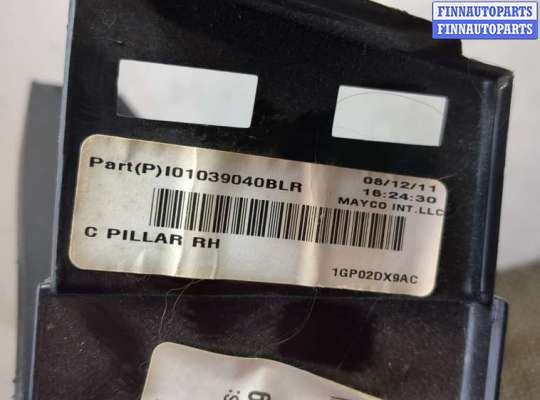 FINNAUTOPARTS
FINNAUTOPARTS
Part(P)I01039040BLR
08/12/11
16:24:30
MAYCO INT.LLC
C PILLAR RH
1GP02DX9AC